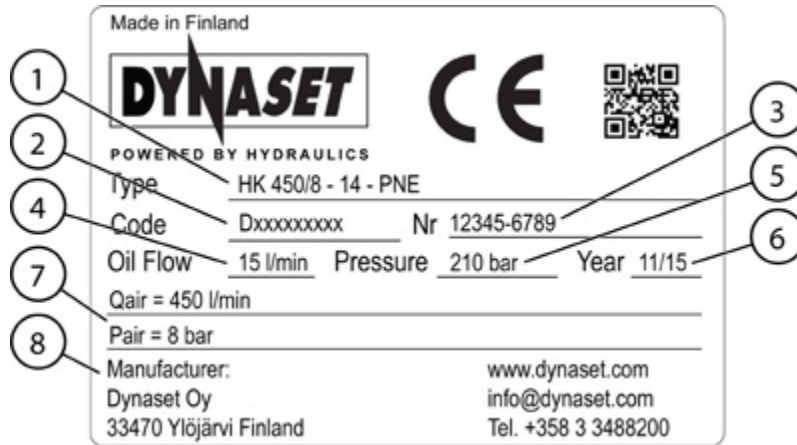 Made in Finland
DYNASET
CE
POWERED BY HYDRAULICS
1
Type HK 450/8 - 14 - PNE
2
3
Code Dxxxxxxxxx Nr 12345-6789
4
5
6
Oil Flow 15 l/min Pressure 210 bar Year 11/15
7
Qair = 450 l/min
Pair = 8 bar
8
Manufacturer: www.dynaset.com
Dynaset Oy info@dynaset.com
33470 Ylöjärvi Finland Tel. +358 3 3488200